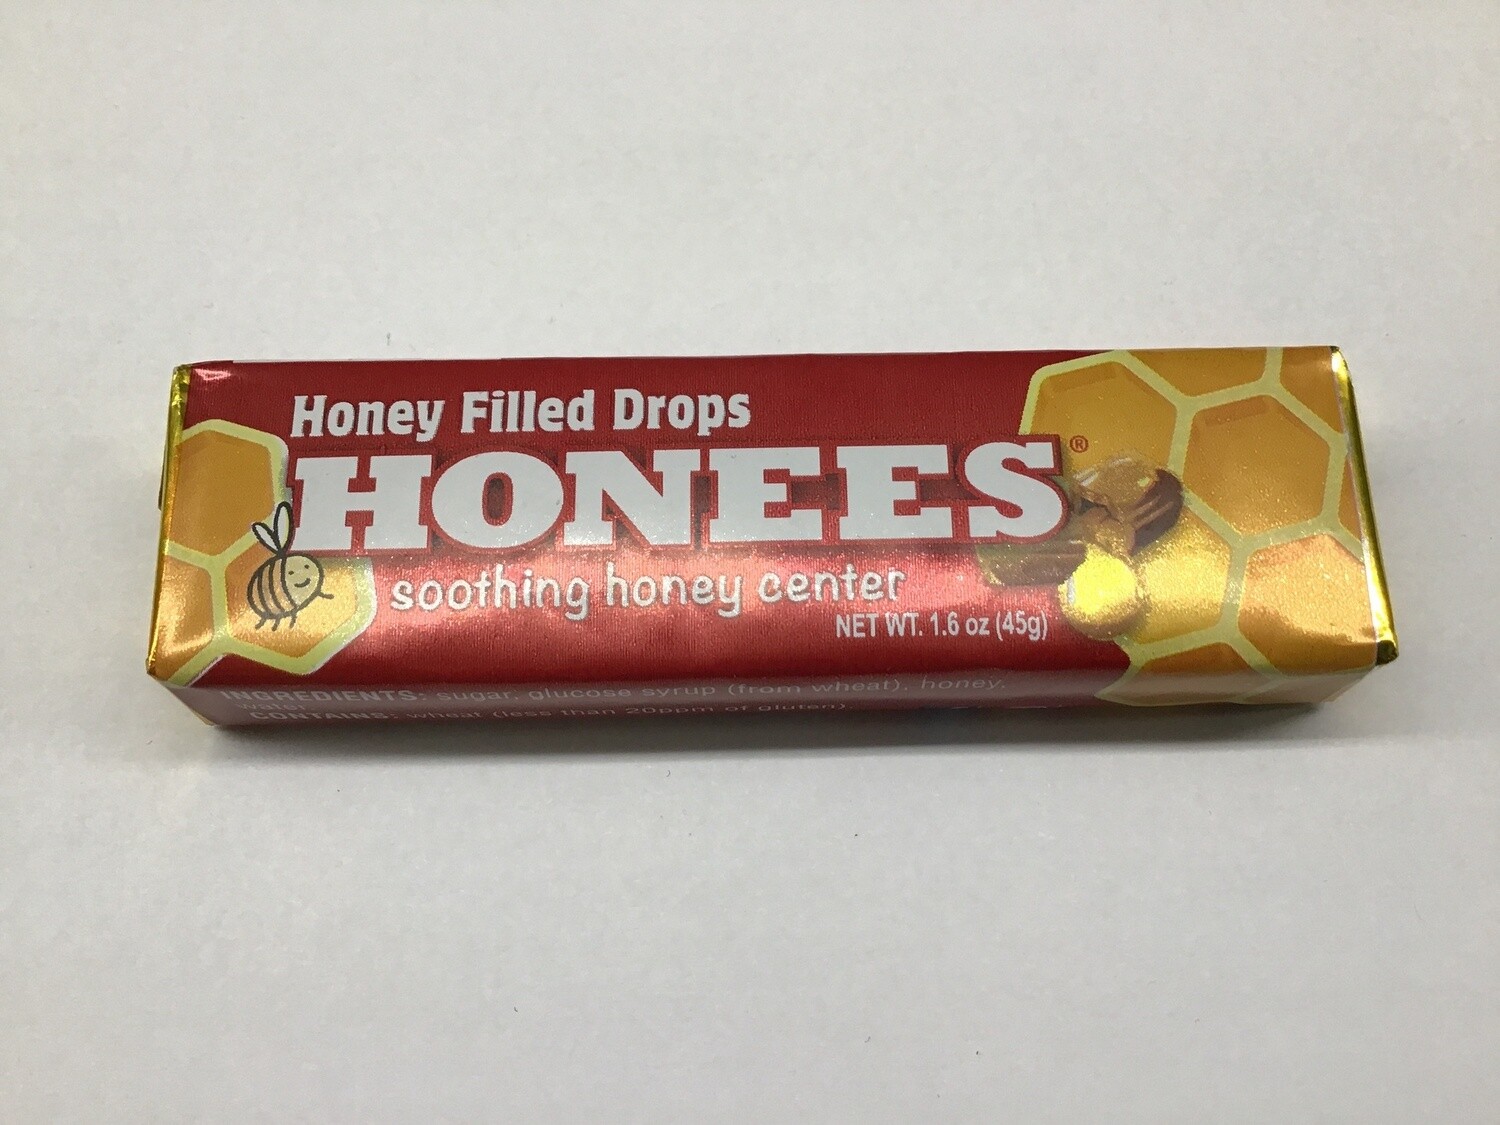 Honey Filled Drops
HONEES®
soothing honey center
NET WT. 1.6 oz (45g)
INGREDIENTS: sugar, glucose syrup (from wheat), honey,
water
CONTAINS: wheat (less than 20ppm of gluten).